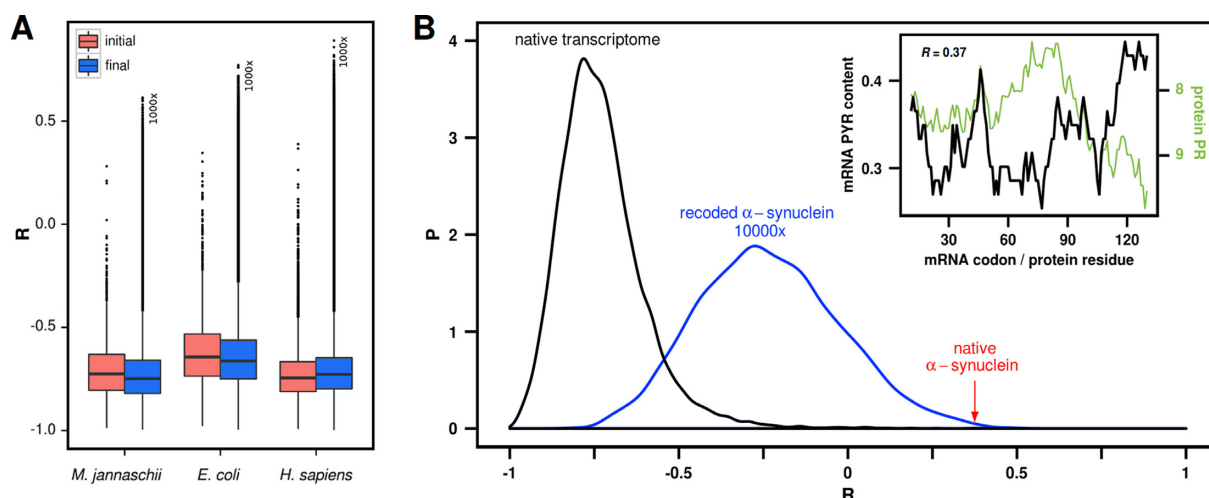 A
initial
final
1000x
1000x
1000x
R
0.5
0.0
-0.5
-1.0
M. jannaschii
E. coli
H. sapiens
B
native transcriptome
P
4
3
2
1
0
recoded α – synuclein
10000x
native
α – synuclein
-1
-0.5
0
0.5
1
R
R = 0.37
mRNA PYR content
0.4
0.3
8
9
protein PR
30
60
90
120
mRNA codon / protein residue